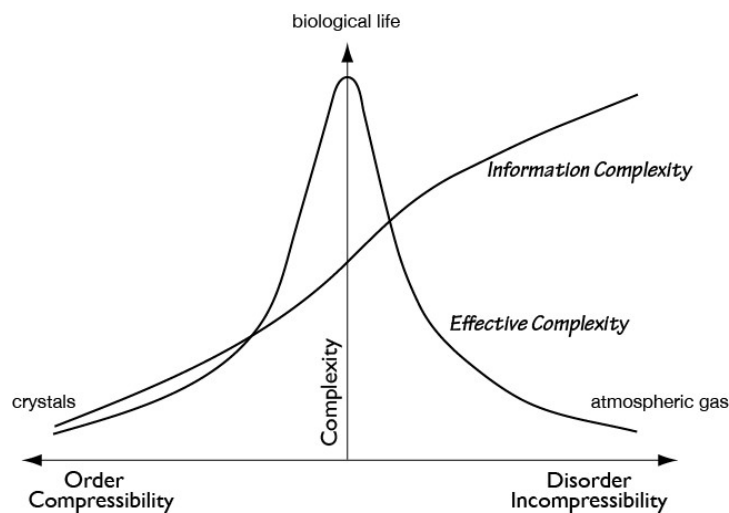 biological life
Information Complexity
Effective Complexity
Complexity
crystals
atmospheric gas
Order
Compressibility
Disorder
Incompressibility